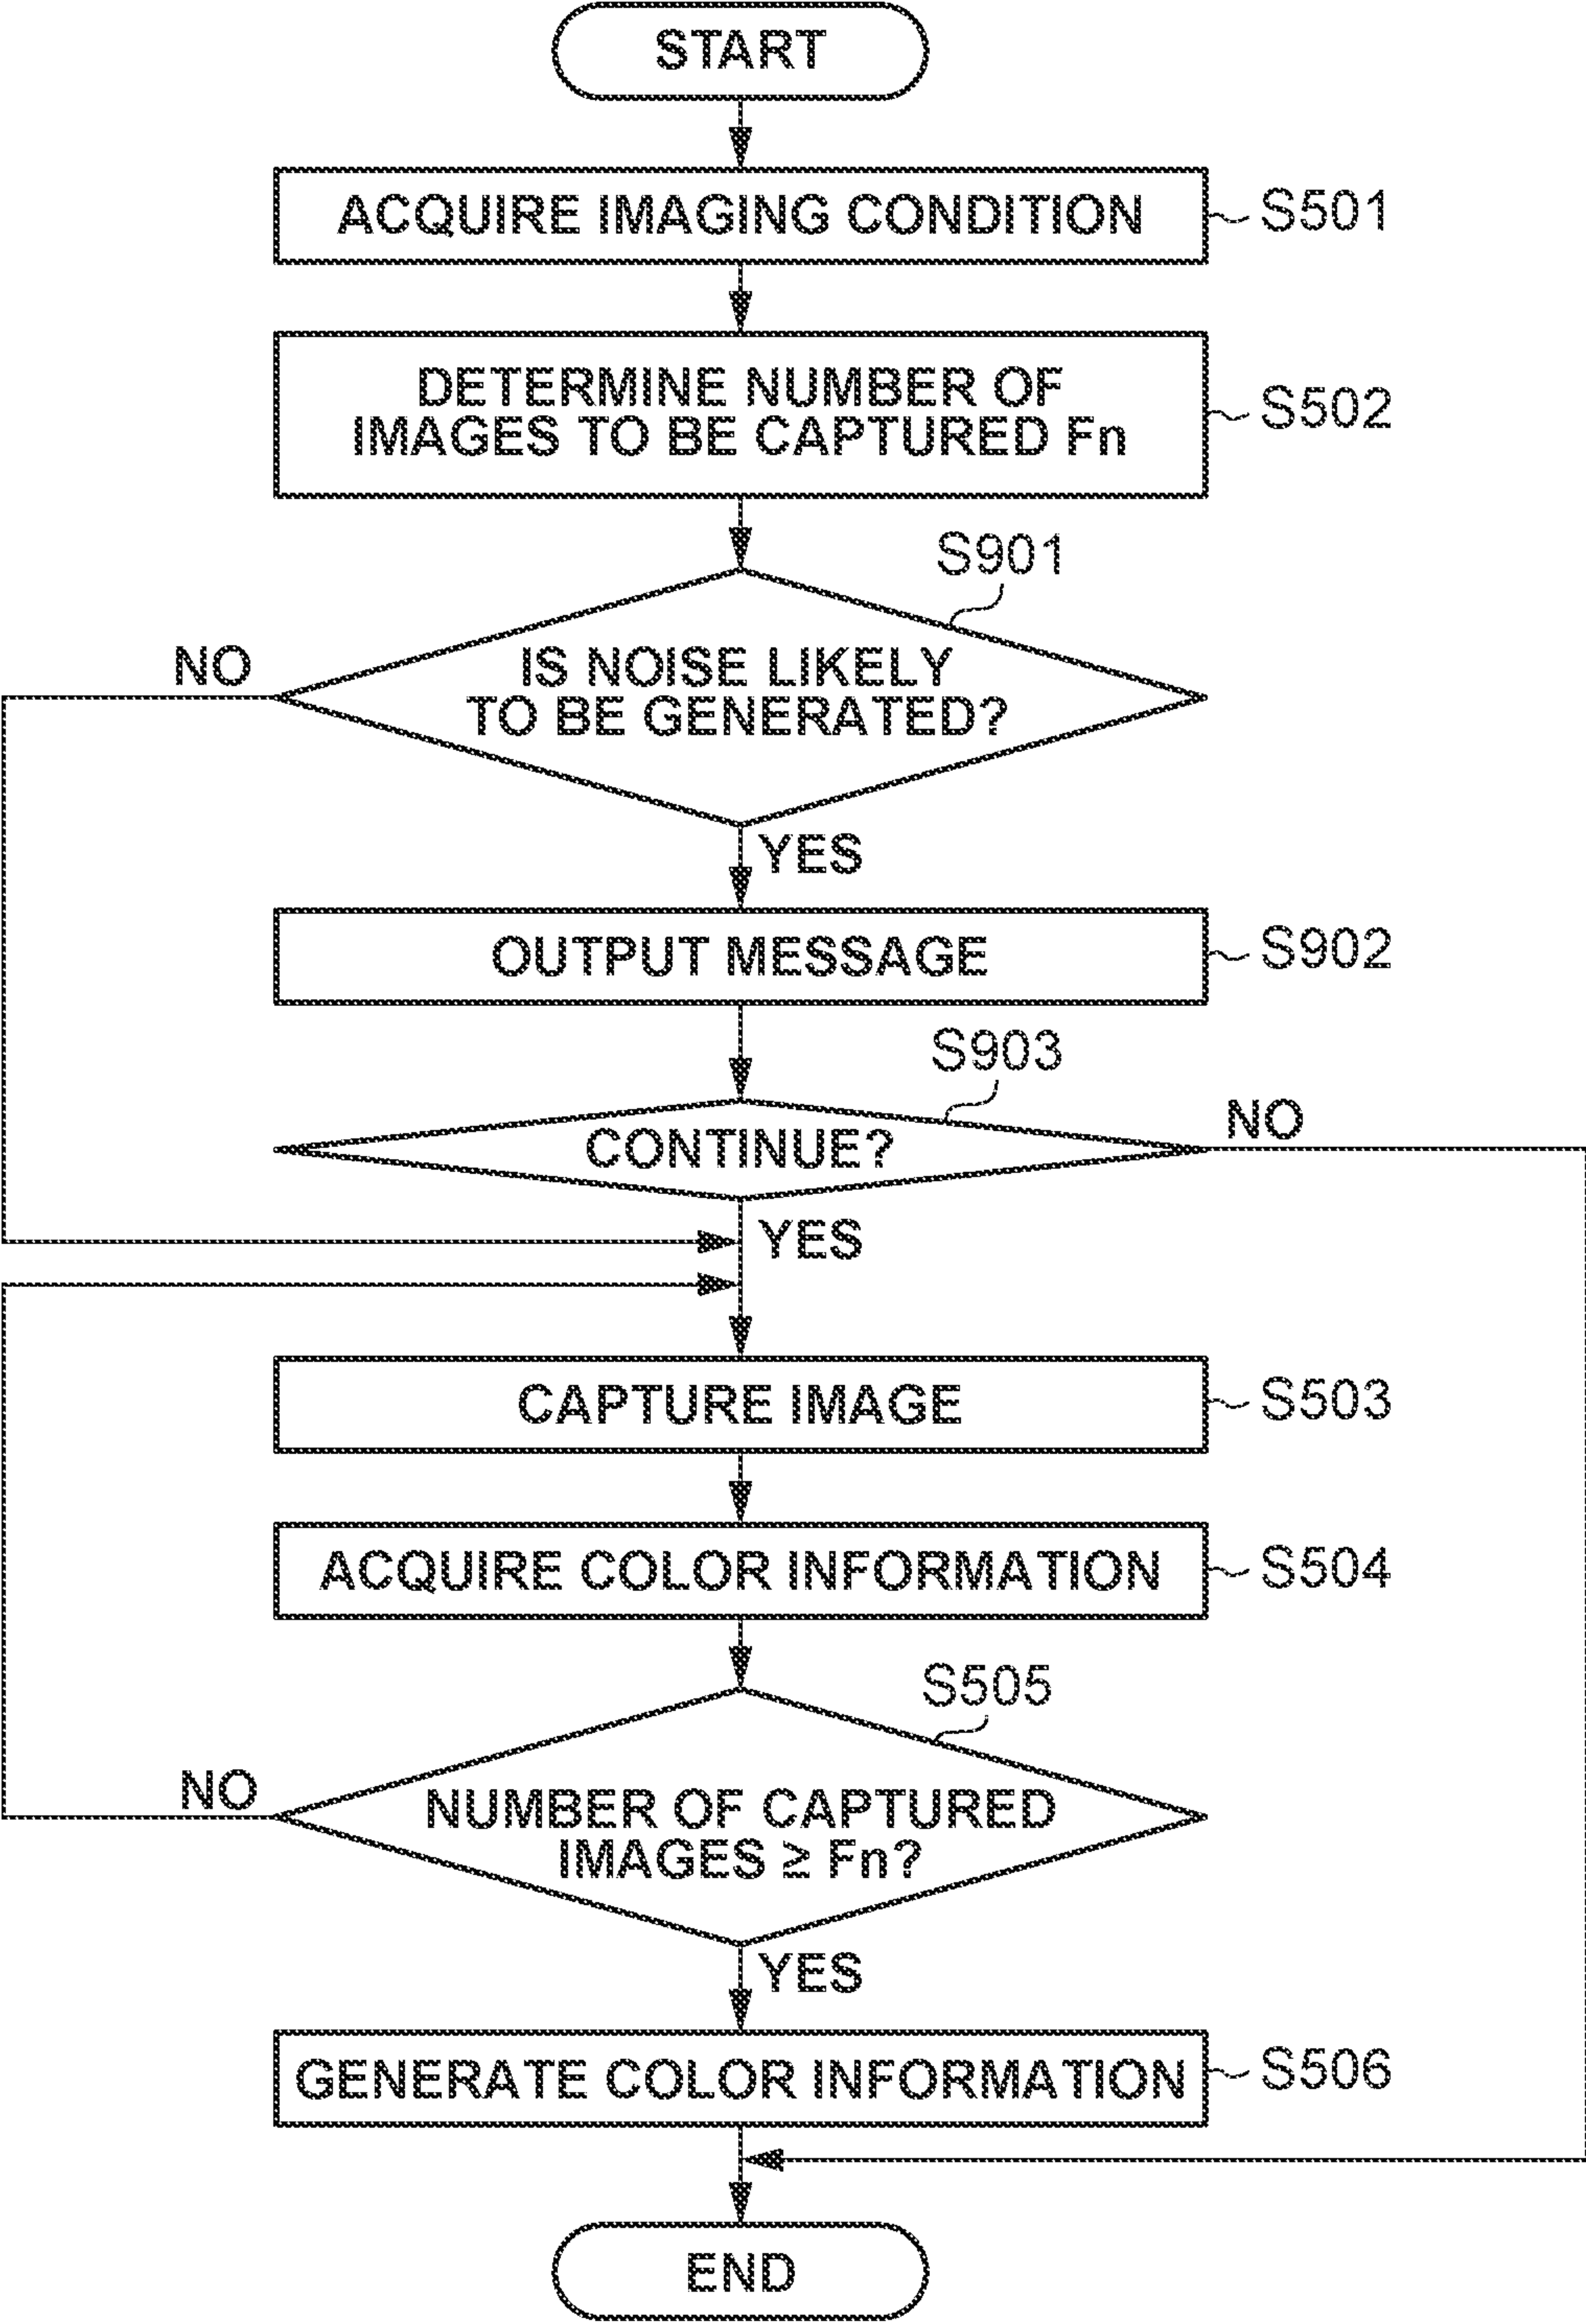 START
ACQUIRE IMAGING CONDITION
S501
DETERMINE NUMBER OF
IMAGES TO BE CAPTURED Fn
S502
S901
NO
IS NOISE LIKELY
TO BE GENERATED?
YES
OUTPUT MESSAGE
S902
S903
CONTINUE?
NO
YES
CAPTURE IMAGE
S503
ACQUIRE COLOR INFORMATION
S504
S505
NO
NUMBER OF CAPTURED
IMAGES ≥ Fn?
YES
GENERATE COLOR INFORMATION
S506
END